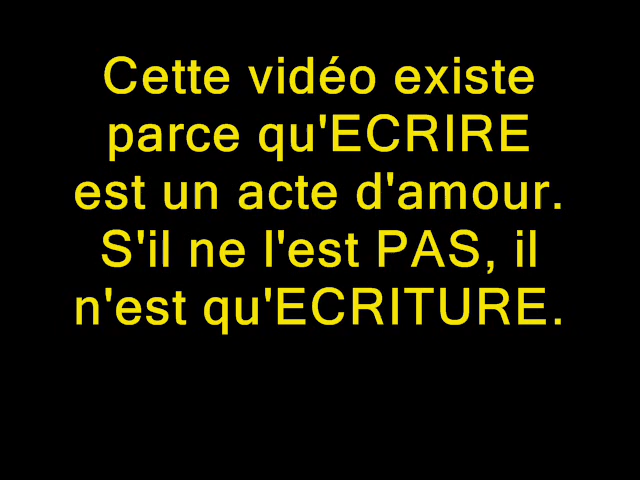 Cette vidéo existe
parce qu'ECRIRE
est un acte d'amour.
S'il ne l'est PAS, il
n'est qu'ECRITURE.